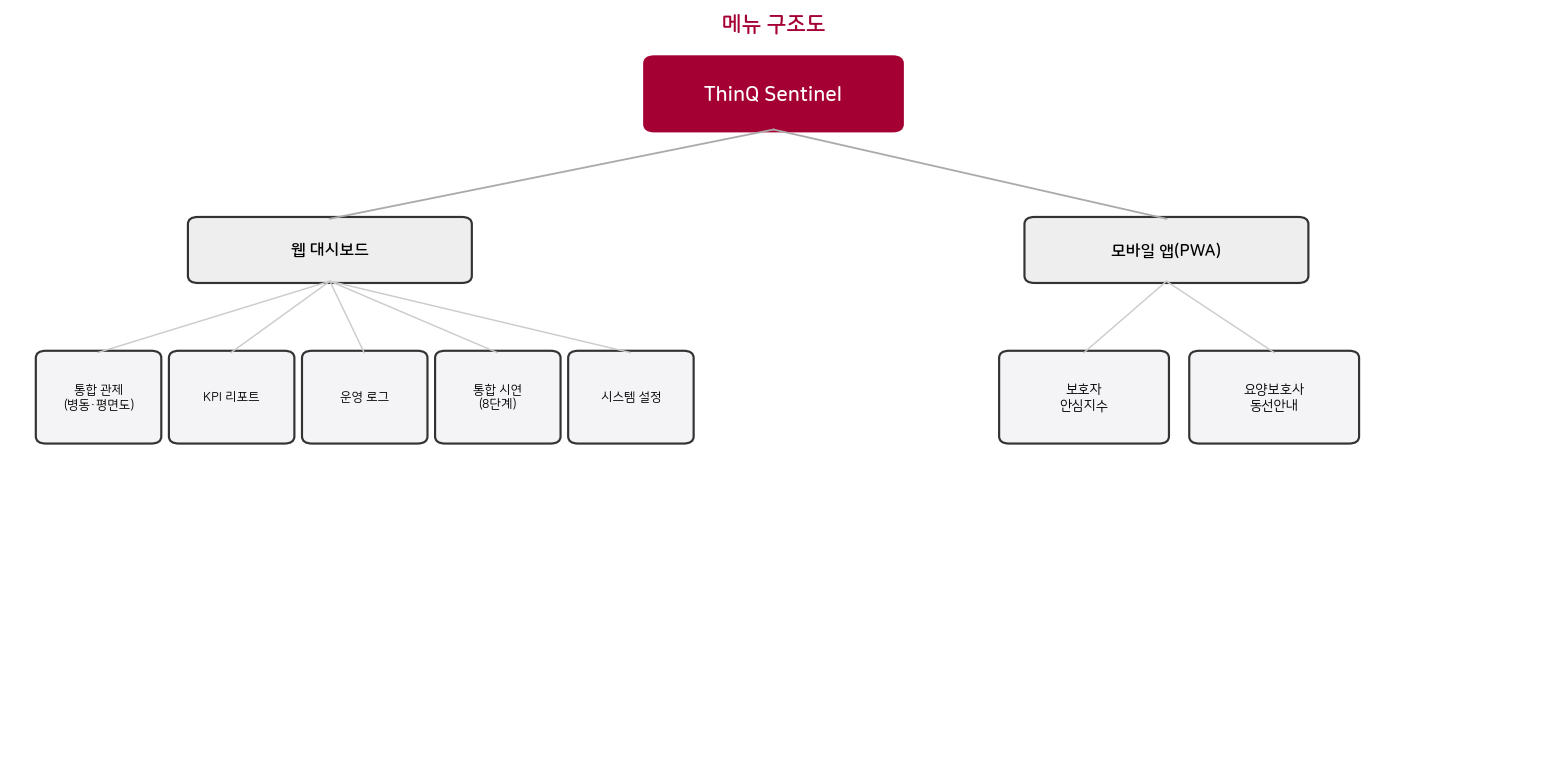 메뉴 구조도
ThinQ Sentinel
웹 대시보드
모바일 앱(PWA)
통합 관제
(병동·평면도)
KPI 리포트
운영 로그
통합 시연
(8단계)
시스템 설정
보호자
안심지수
요양보호사
동선안내